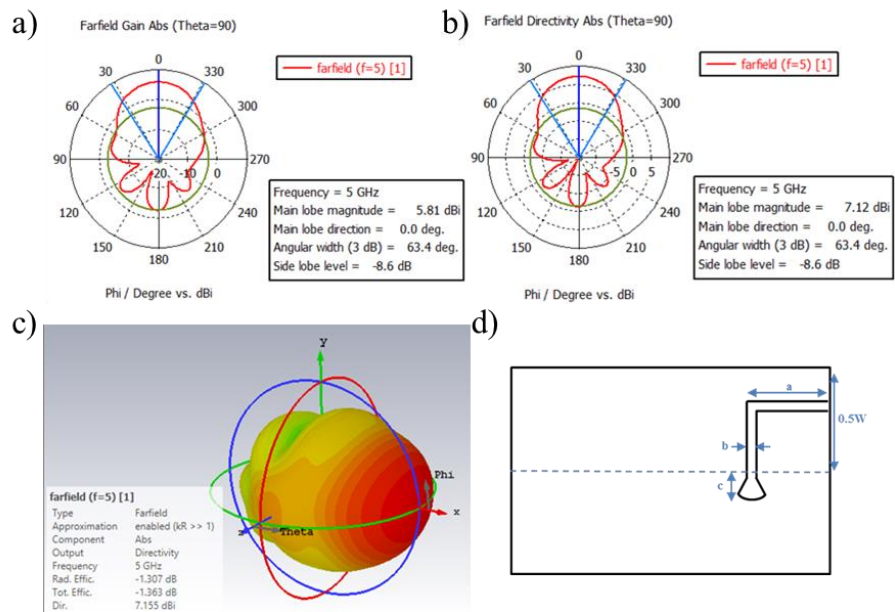 a)
Farfield Gain Abs (Theta=90)
farfield (f=5) [1]
0
30
330
60
300
90
-20
-10
0
270
120
240
150
210
180
Frequency = 5 GHz
Main lobe magnitude = 5.81 dBi
Main lobe direction = 0.0 deg.
Angular width (3 dB) = 63.4 deg.
Side lobe level = -8.6 dB
Phi / Degree vs. dBi
b)
Farfield Directivity Abs (Theta=90)
farfield (f=5) [1]
0
30
330
60
300
90
-5
0
5
270
120
240
150
210
180
Frequency = 5 GHz
Main lobe magnitude = 7.12 dBi
Main lobe direction = 0.0 deg.
Angular width (3 dB) = 63.4 deg.
Side lobe level = -8.6 dB
Phi / Degree vs. dBi
c)
y
Phi
x
z
Theta
farfield (f=5) [1]
Type Farfield
Approximation enabled (kR >> 1)
Component Abs
Output Directivity
Frequency 5 GHz
Rad. Effic. -1.307 dB
Tot. Effic. -1.363 dB
Dir. 7.155 dBi
d)
a
0.5W
b
c